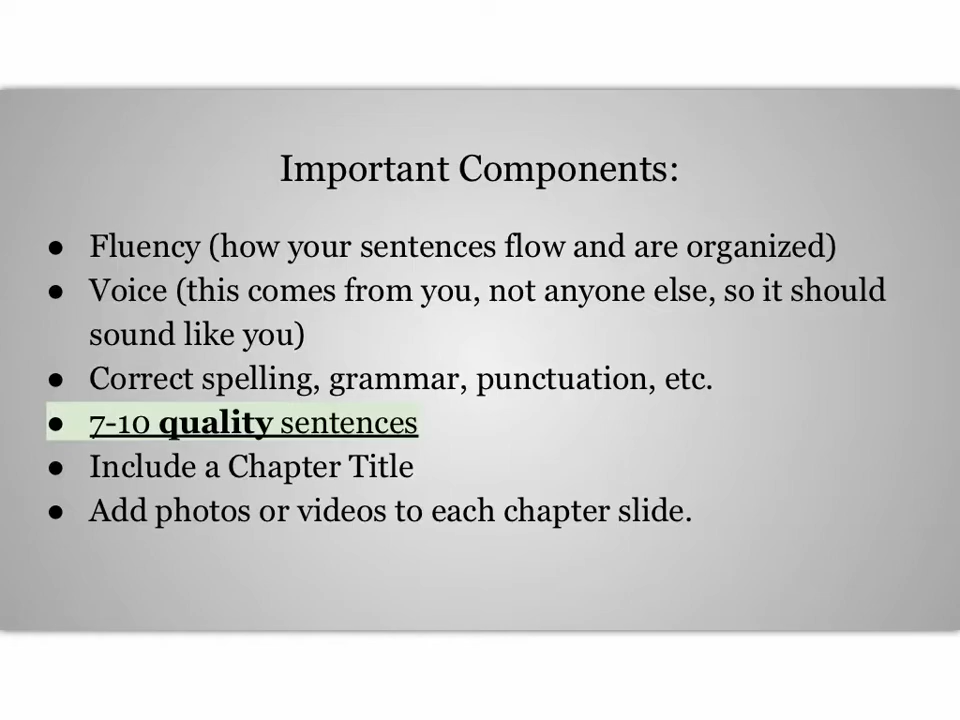 Important Components:
● Fluency (how your sentences flow and are organized)
● Voice (this comes from you, not anyone else, so it should
sound like you)
● Correct spelling, grammar, punctuation, etc.
● 7-10 quality sentences
● Include a Chapter Title
● Add photos or videos to each chapter slide.